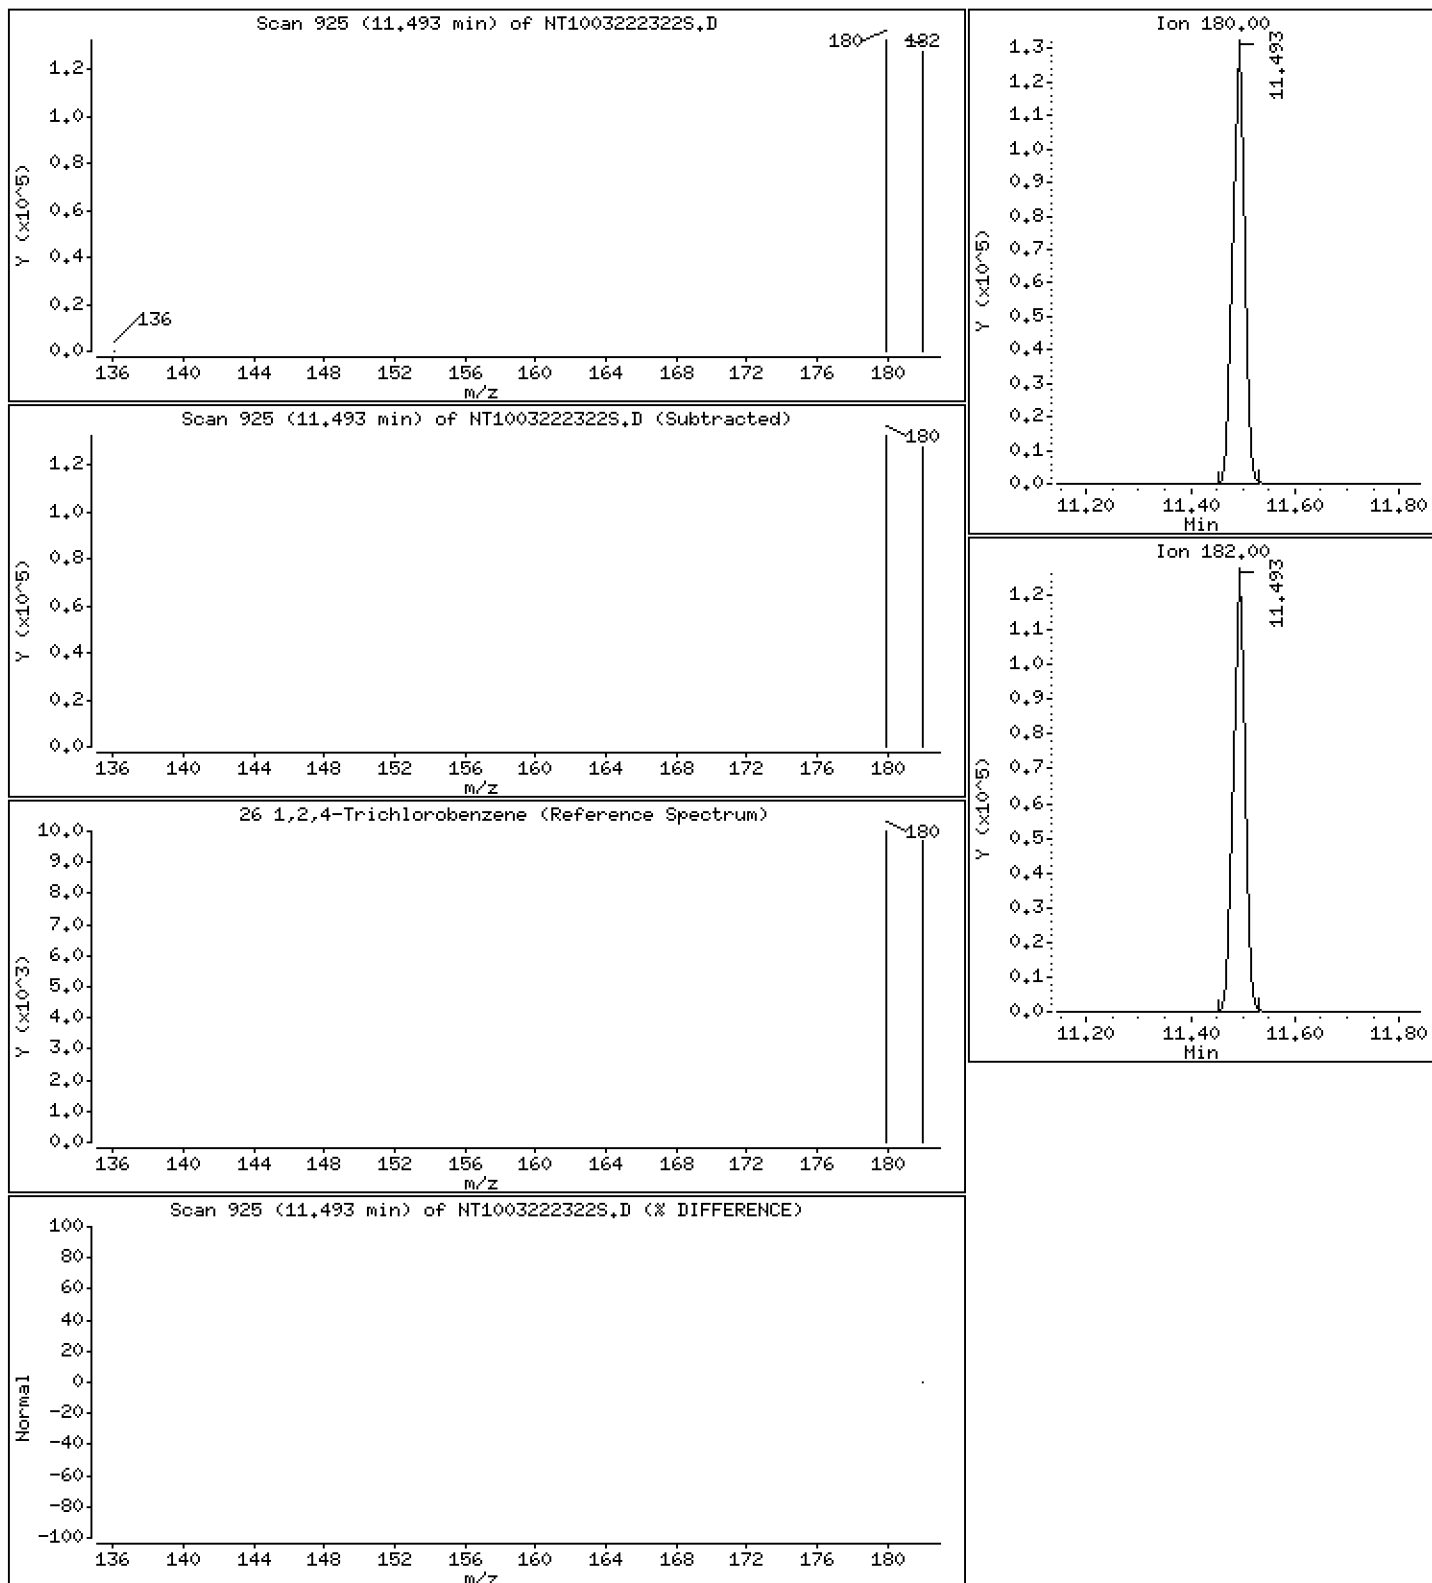 Scan 925 (11.493 min) of NT1003222322S.D
180
182
1.2
1.0
0.8
0.6
0.4
0.2
0.0
Y (x10^5)
136
136 140 144 148 152 156 160 164 168 172 176 180
m/z
Scan 925 (11.493 min) of NT1003222322S.D (Subtracted)
180
1.2
1.0
0.8
0.6
0.4
0.2
0.0
Y (x10^5)
136 140 144 148 152 156 160 164 168 172 176 180
m/z
26 1,2,4-Trichlorobenzene (Reference Spectrum)
180
10.0
9.0
8.0
7.0
6.0
5.0
4.0
3.0
2.0
1.0
0.0
Y (x10^3)
136 140 144 148 152 156 160 164 168 172 176 180
m/z
Scan 925 (11.493 min) of NT1003222322S.D (% DIFFERENCE)
100
80
60
40
20
0
-20
-40
-60
-80
-100
Normal
136 140 144 148 152 156 160 164 168 172 176 180
m/z
Ion 180.00
11.493
1.3
1.2
1.1
1.0
0.9
0.8
0.7
0.6
0.5
0.4
0.3
0.2
0.1
0.0
Y (x10^5)
11.20 11.40 11.60 11.80
Min
Ion 182.00
11.493
1.2
1.1
1.0
0.9
0.8
0.7
0.6
0.5
0.4
0.3
0.2
0.1
0.0
Y (x10^5)
11.20 11.40 11.60 11.80
Min